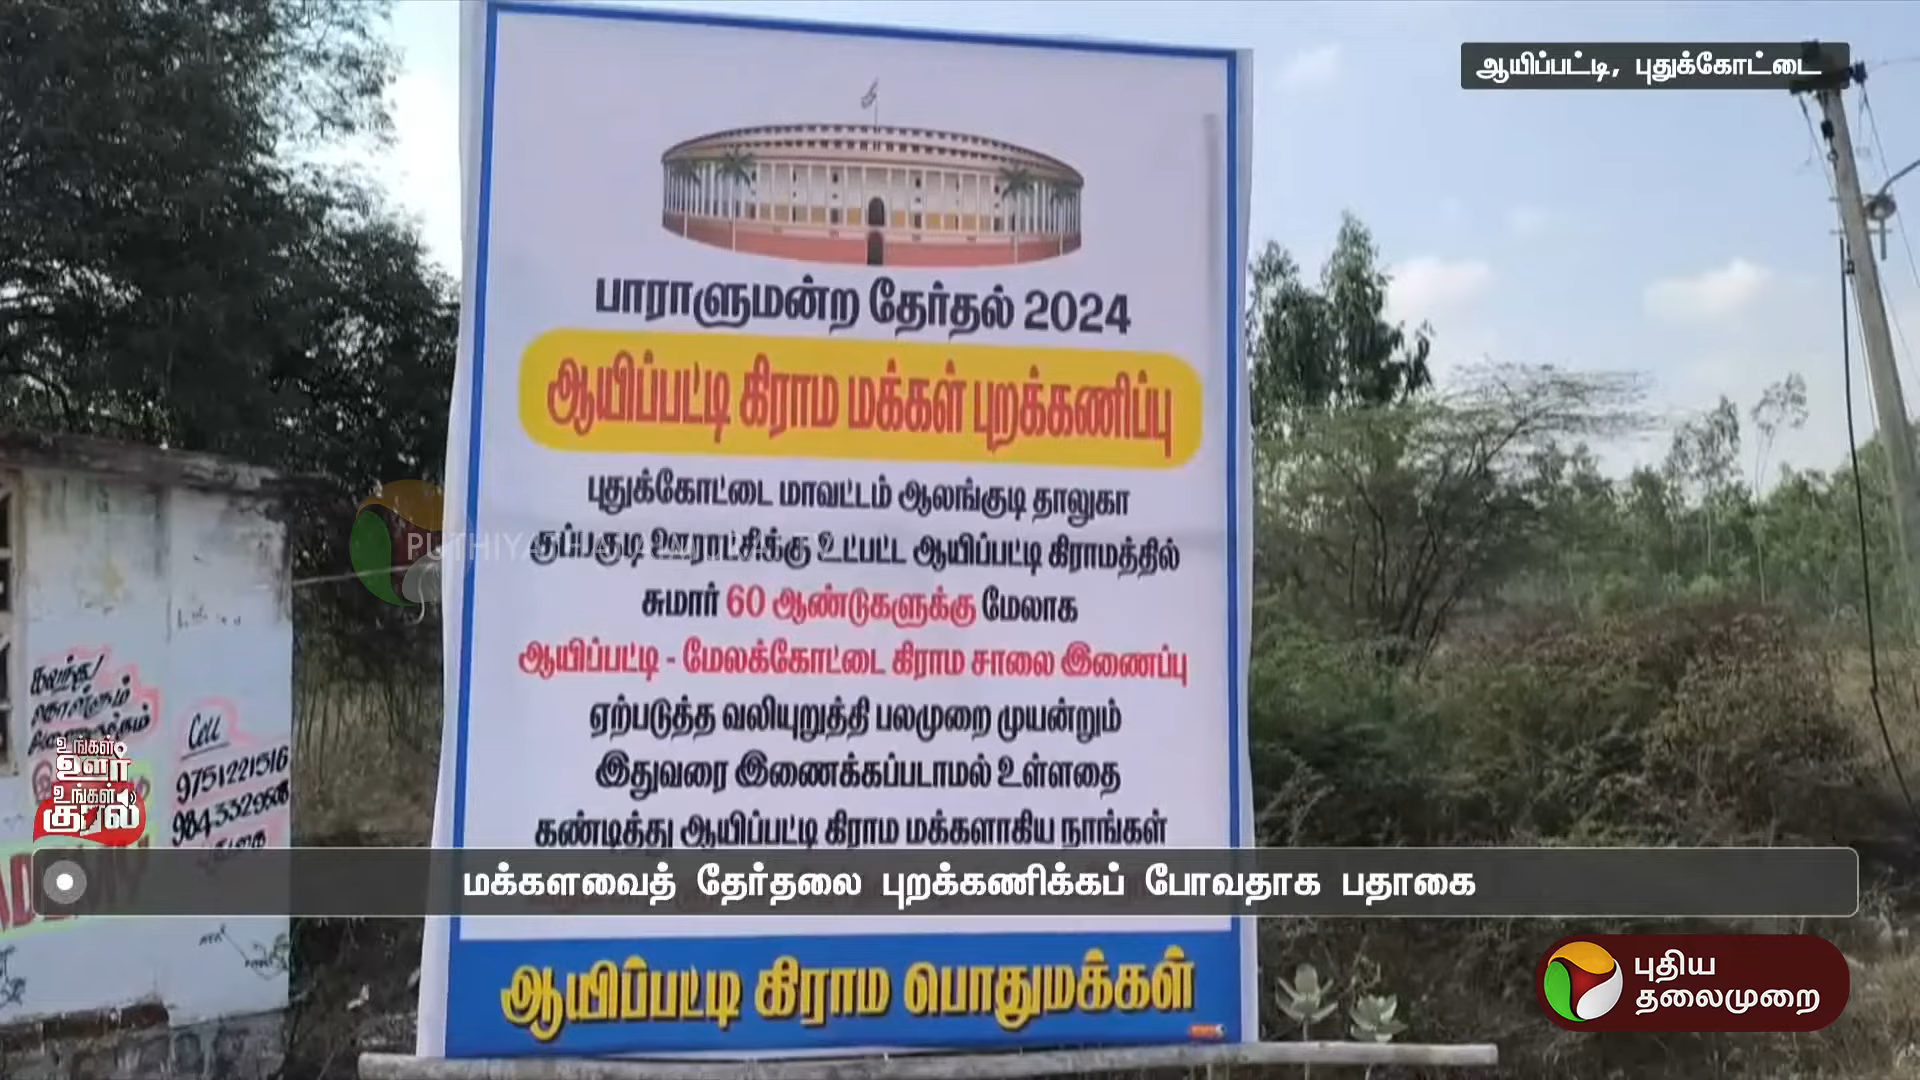 ஆயிப்பட்டி, புதுக்கோட்டை
பாராளுமன்ற தேர்தல் 2024
ஆயிப்பட்டி கிராம மக்கள் புறக்கணிப்பு
புதுக்கோட்டை மாவட்டம் ஆலங்குடி தாலுகா
குப்பகுடி ஊராட்சிக்கு உட்பட்ட ஆயிப்பட்டி கிராமத்தில்
சுமார் 60 ஆண்டுகளுக்கு மேலாக
ஆயிப்பட்டி - மேலக்கோட்டை கிராம சாலை இணைப்பு
ஏற்படுத்த வலியுறுத்தி பலமுறை முயன்றும்
இதுவரை இணைக்கப்படாமல் உள்ளதை
கண்டித்து ஆயிப்பட்டி கிராம மக்களாகிய நாங்கள்
ஆயிப்பட்டி கிராம பொதுமக்கள்
Cell
9751221516
உங்கள்
ஊர்
உங்கள்
குரல்
மக்களவைத் தேர்தலை புறக்கணிக்கப் போவதாக பதாகை
புதிய
தலைமுறை